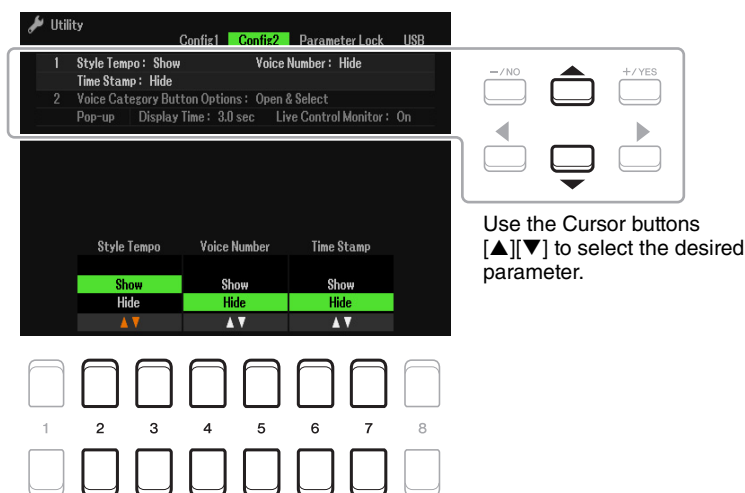 Utility
Config1 Config2 Parameter Lock USB
1 Style Tempo : Show Voice Number : Hide
Time Stamp : Hide
2 Voice Category Button Options : Open & Select
Pop-up Display Time : 3.0 sec Live Control Monitor : On
−/NO +/YES
Use the Cursor buttons
[▲][▼] to select the desired
parameter.
Style Tempo Voice Number Time Stamp
Show Show Show
Hide Hide Hide
1 2 3 4 5 6 7 8